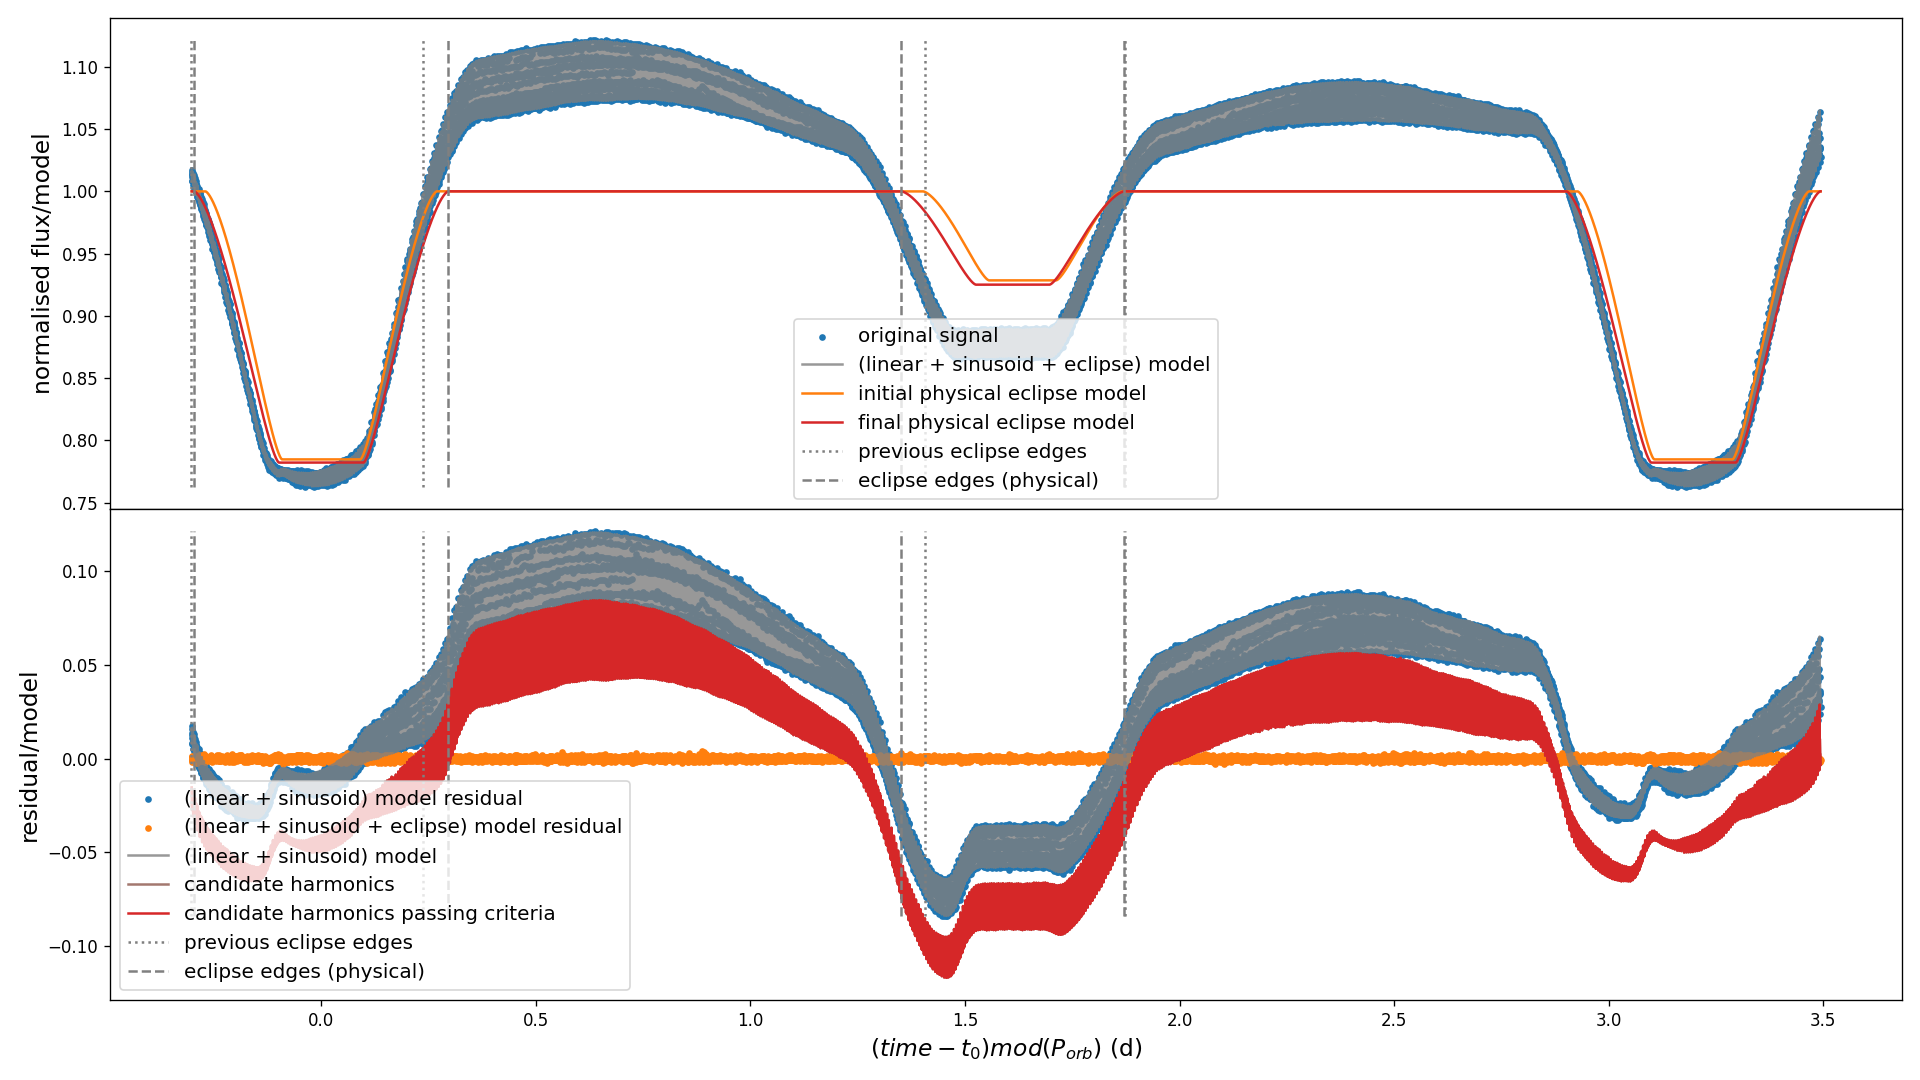 normalised flux/model
1.10
1.05
1.00
0.95
0.90
0.85
0.80
0.75
original signal
(linear + sinusoid + eclipse) model
initial physical eclipse model
final physical eclipse model
previous eclipse edges
eclipse edges (physical)
residual/model
0.10
0.05
0.00
−0.05
−0.10
(linear + sinusoid) model residual
(linear + sinusoid + eclipse) model residual
(linear + sinusoid) model
candidate harmonics
candidate harmonics passing criteria
previous eclipse edges
eclipse edges (physical)
0.0 0.5 1.0 1.5 2.0 2.5 3.0 3.5
(time − t₀)mod(P_orb) (d)